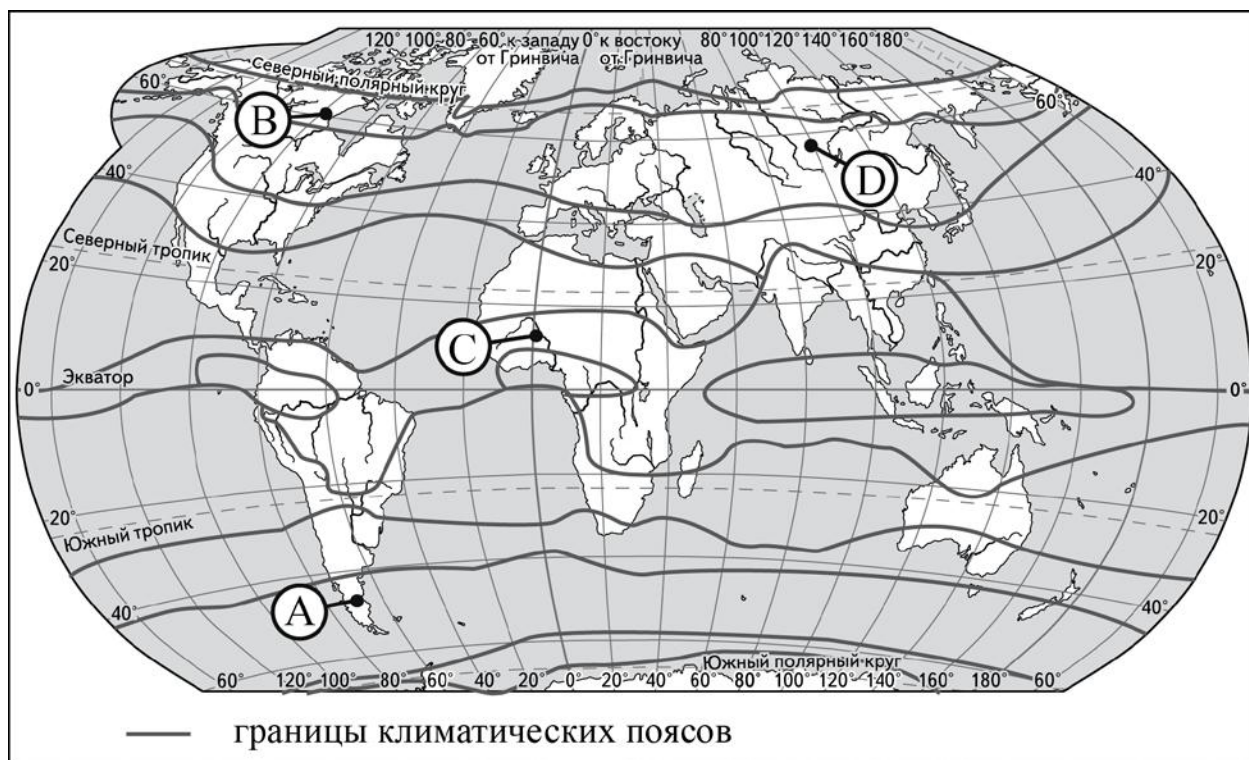 120° 100° 80° 60° к западу 0° к востоку 80° 100° 120° 140° 160° 180°
от Гринвича от Гринвича
Северный полярный круг
60° 60°
B
D
40° 40°
Северный тропик
20° 20°
C
Экватор
0° 0°
20° 20°
Южный тропик
A
40° 40°
Южный полярный круг
60° 120° 100° 80° 60° 40° 20° 0° 20° 40° 60° 80° 100° 120° 140° 160° 180° 60°
границы климатических поясов